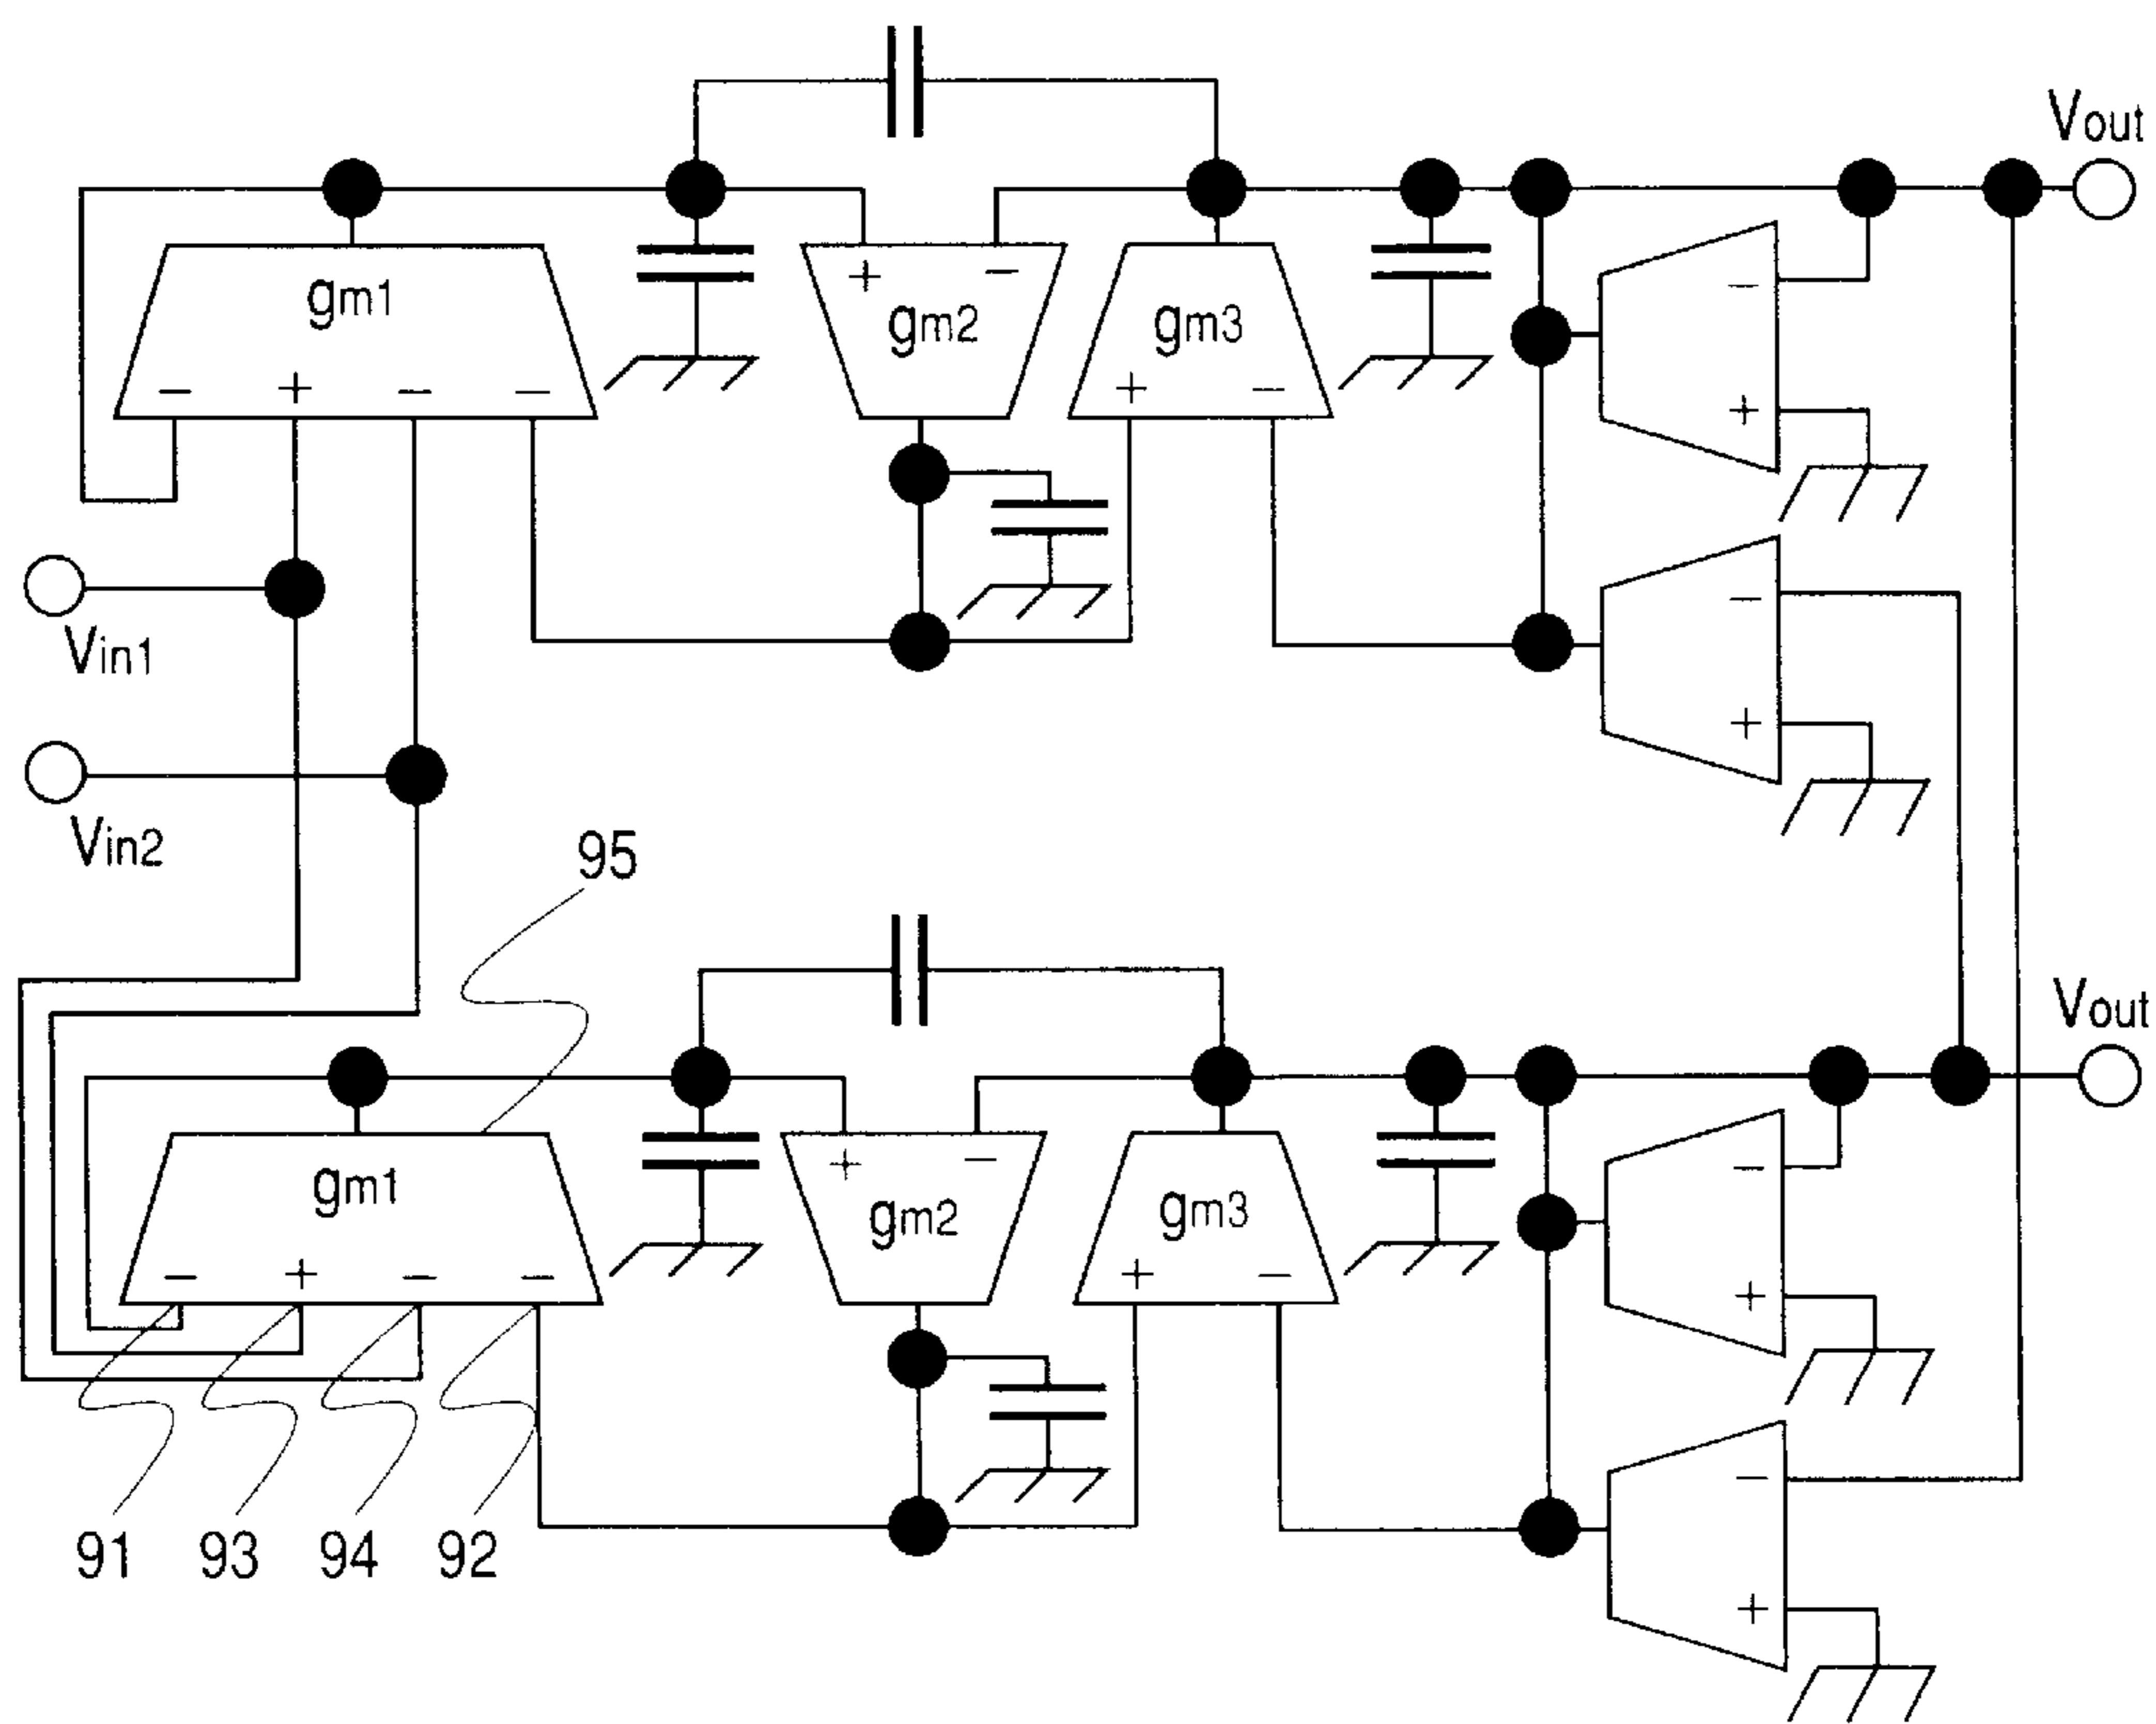 Vout
gm1
gm2
gm3
+ −
−
− + − −
+ −
+
−
Vin1
+
Vin2
95
Vout
gm1
gm2
gm3
+ −
−
− + − −
+ −
+
−
+
91 93 94 92